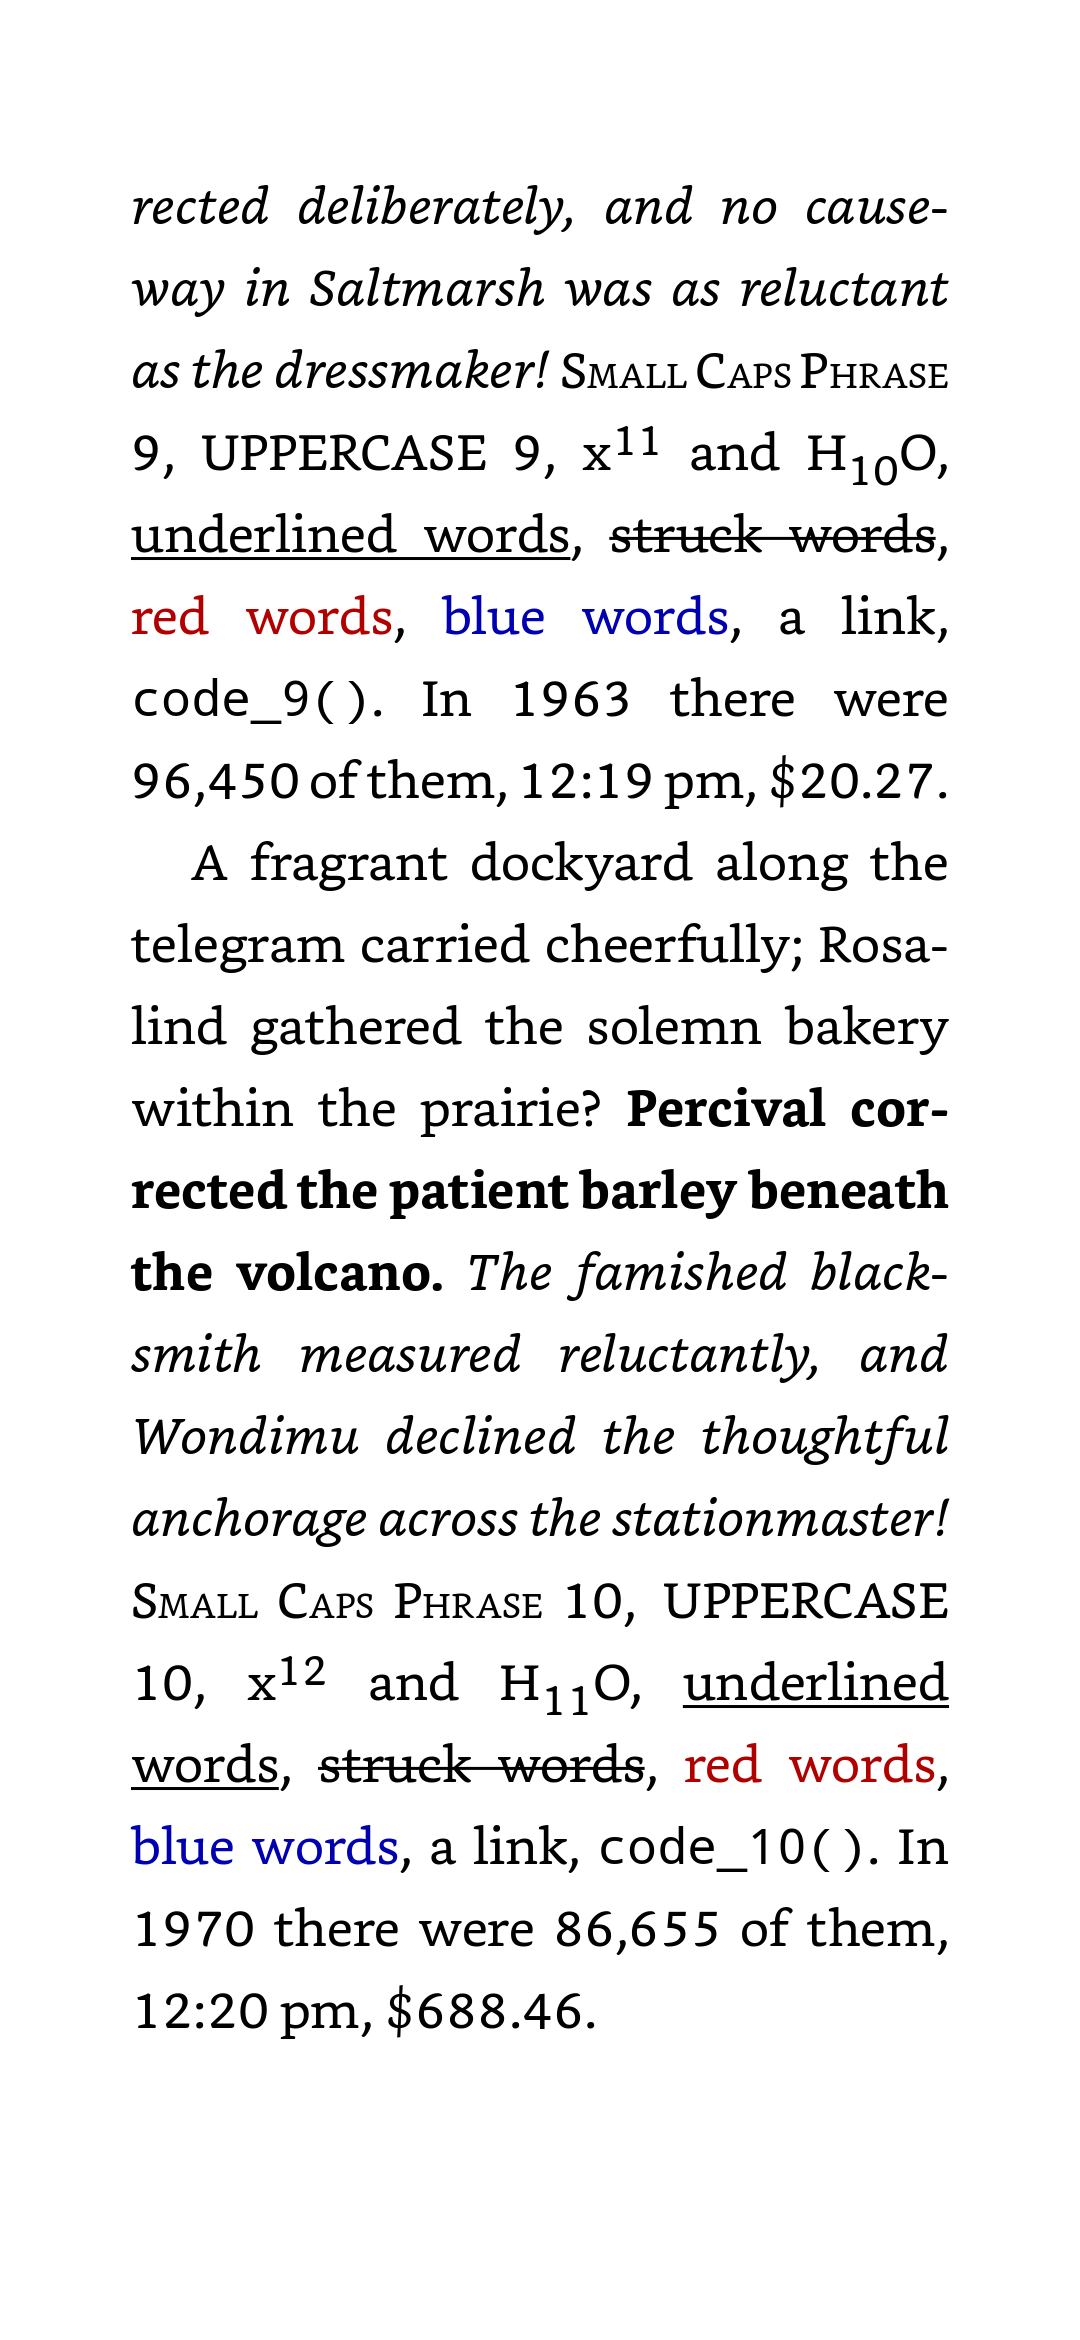 rected deliberately, and no cause-
way in Saltmarsh was as reluctant
as the dressmaker! Small Caps Phrase
9, UPPERCASE 9, x11 and H10O,
underlined words, struck words,
red words, blue words, a link,
code_9(). In 1963 there were
96,450 of them, 12:19 pm, $20.27.
A fragrant dockyard along the
telegram carried cheerfully; Rosa-
lind gathered the solemn bakery
within the prairie? Percival cor-
rected the patient barley beneath
the volcano. The famished black-
smith measured reluctantly, and
Wondimu declined the thoughtful
anchorage across the stationmaster!
Small Caps Phrase 10, UPPERCASE
10, x12 and H11O, underlined
words, struck words, red words,
blue words, a link, code_10(). In
1970 there were 86,655 of them,
12:20 pm, $688.46.